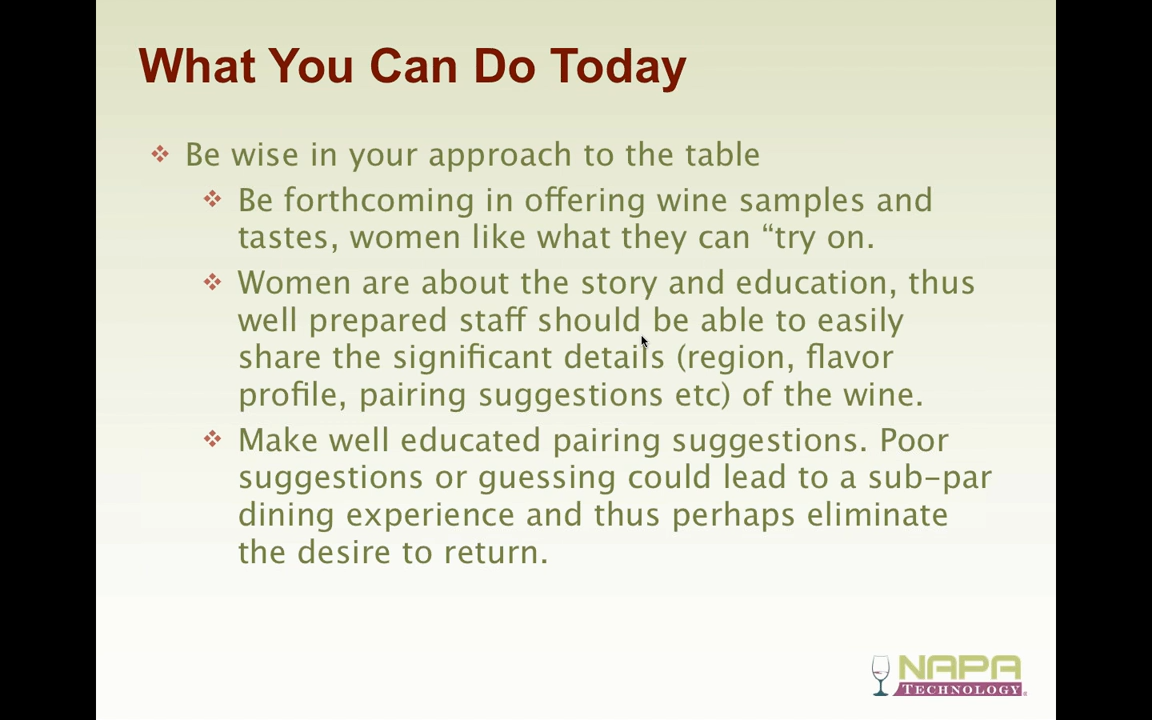 What You Can Do Today
Be wise in your approach to the table
Be forthcoming in offering wine samples and
tastes, women like what they can “try on.
Women are about the story and education, thus
well prepared staff should be able to easily
share the significant details (region, flavor
profile, pairing suggestions etc) of the wine.
Make well educated pairing suggestions. Poor
suggestions or guessing could lead to a sub-par
dining experience and thus perhaps eliminate
the desire to return.
NAPA
TECHNOLOGY®